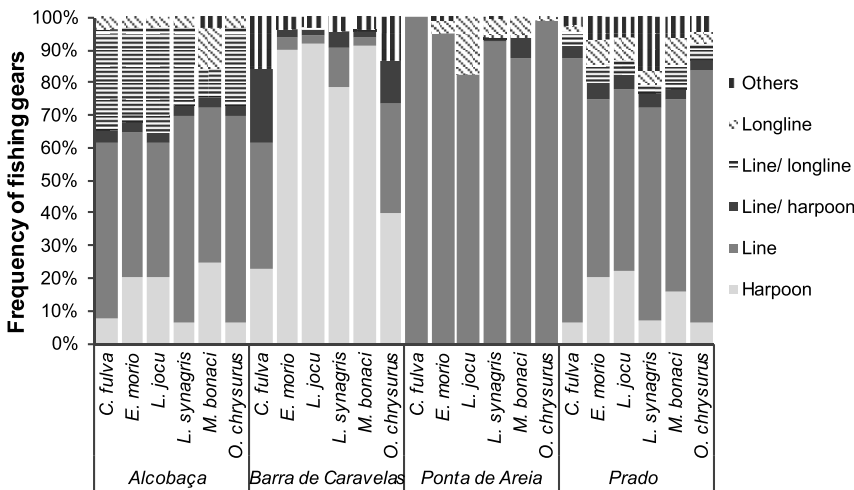 Frequency of fishing gears
100%
90%
80%
70%
60%
50%
40%
30%
20%
10%
0%
C. fulva
E. morio
L. jocu
L. synagris
M. bonaci
O. chrysurus
C. fulva
E. morio
L. jocu
L. synagris
M. bonaci
O. chrysurus
C. fulva
E. morio
L. jocu
L. synagris
M. bonaci
O. chrysurus
C. fulva
E. morio
L. jocu
L. synagris
M. bonaci
O. chrysurus
Alcobaça
Barra de Caravelas
Ponta de Areia
Prado
Others
Longline
Line/ longline
Line/ harpoon
Line
Harpoon